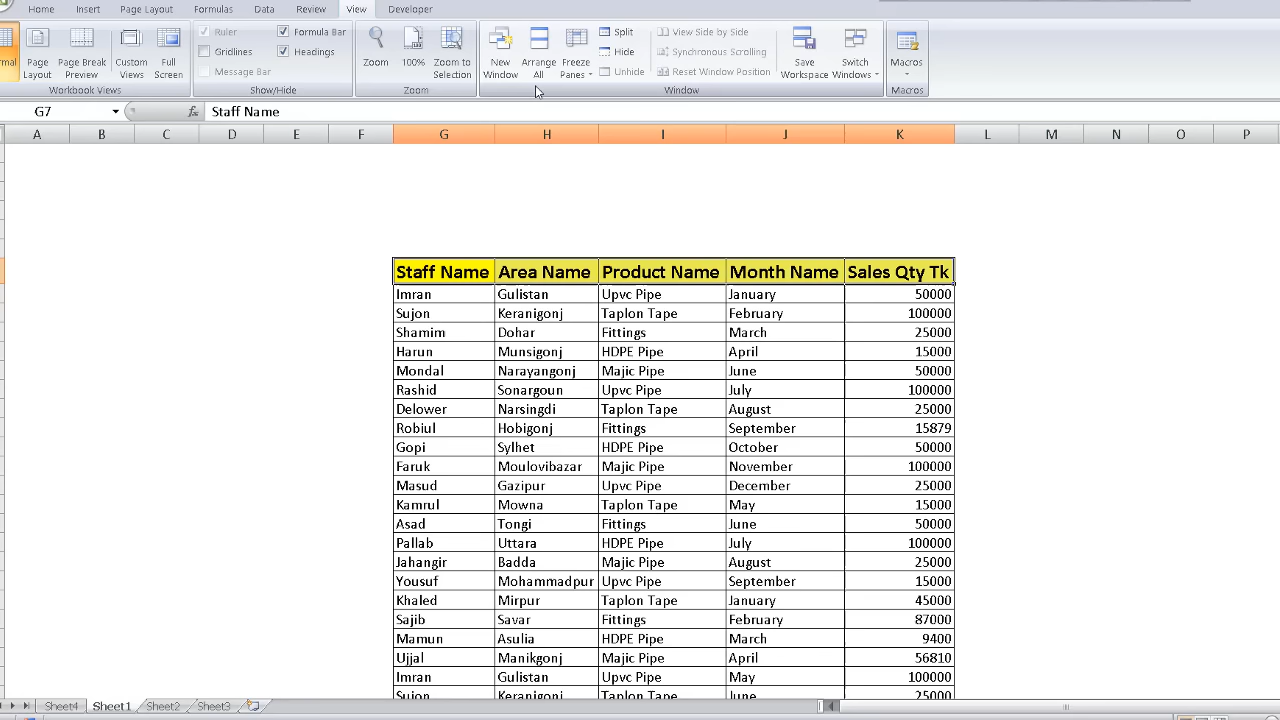 Home Insert Page Layout Formulas Data Review View Developer
Ruler Formula Bar
Gridlines Headings
Message Bar
Page Layout Page Break Preview Custom Views Full Screen
Zoom 100% Zoom to Selection
New Window Arrange All Freeze Panes
Split
Hide
Unhide
View Side by Side
Synchronous Scrolling
Reset Window Position
Save Workspace Switch Windows
Macros
Workbook Views Show/Hide Zoom Window Macros
G7 fx Staff Name
A B C D E F G H I J K L M N O P
Staff Name Area Name Product Name Month Name Sales Qty Tk
Imran Gulistan Upvc Pipe January 50000
Sujon Keranigonj Taplon Tape February 100000
Shamim Dohar Fittings March 25000
Harun Munsigonj HDPE Pipe April 15000
Mondal Narayangonj Majic Pipe June 50000
Rashid Sonargoun Upvc Pipe July 100000
Delower Narsingdi Taplon Tape August 25000
Robiul Hobigonj Fittings September 15879
Gopi Sylhet HDPE Pipe October 50000
Faruk Moulovibazar Majic Pipe November 100000
Masud Gazipur Upvc Pipe December 25000
Kamrul Mowna Taplon Tape May 15000
Asad Tongi Fittings June 50000
Pallab Uttara HDPE Pipe July 100000
Jahangir Badda Majic Pipe August 25000
Yousuf Mohammadpur Upvc Pipe September 15000
Khaled Mirpur Taplon Tape January 45000
Sajib Savar Fittings February 87000
Mamun Asulia HDPE Pipe March 9400
Ujjal Manikgonj Majic Pipe April 56810
Imran Gulistan Upvc Pipe May 100000
Sujon Keranigonj Taplon Tape June 25000
Sheet4 Sheet1 Sheet2 Sheet3